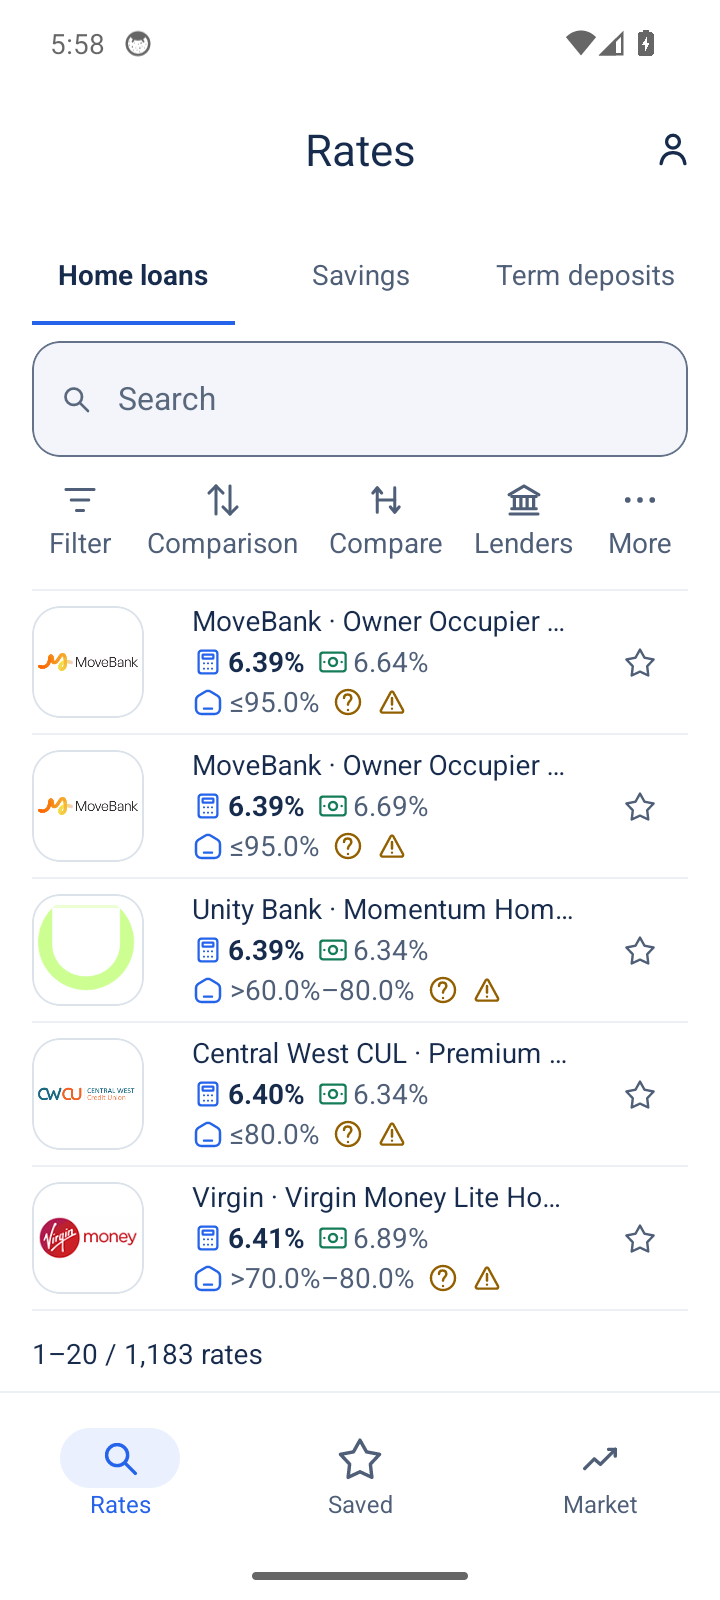 5:58
Rates
Home loans
Savings
Term deposits
Search
Filter
Comparison
Compare
Lenders
More
MoveBank
MoveBank · Owner Occupier ...
6.39% 6.64%
≤95.0%
MoveBank
MoveBank · Owner Occupier ...
6.39% 6.69%
≤95.0%
Unity Bank · Momentum Hom...
6.39% 6.34%
>60.0%–80.0%
CWCU CENTRAL WEST
Credit Union
Central West CUL · Premium ...
6.40% 6.34%
≤80.0%
Virgin money
Virgin · Virgin Money Lite Ho...
6.41% 6.89%
>70.0%–80.0%
1–20 / 1,183 rates
Rates
Saved
Market